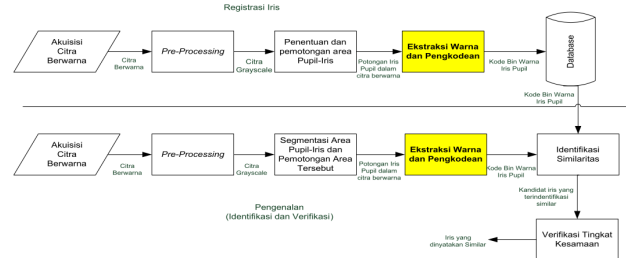 Registrasi Iris
Akuisisi
Citra
Berwarna
Citra
Berwarna
Pre-Processing
Citra
Grayscale
Penentuan dan
pemotongan area
Pupil-Iris
Potongan Iris
Pupil dalam
citra berwarna
Ekstraksi Warna
dan Pengkodean
Kode Bin Warna
Iris Pupil
Database
Kode Bin Warna
Iris Pupil
Akuisisi
Citra
Berwarna
Citra
Berwarna
Pre-Processing
Citra
Grayscale
Segmentasi Area
Pupil-Iris dan
Pemotongan Area
Tersebut
Potongan Iris
Pupil dalam
citra berwarna
Ekstraksi Warna
dan Pengkodean
Kode Bin Warna
Iris Pupil
Identifikasi
Similaritas
Kandidat iris yang
terindentifikasi
similar
Pengenalan
(Identifikasi dan Verifikasi)
Verifikasi Tingkat
Kesamaan
Iris yang
dinyatakan Similar